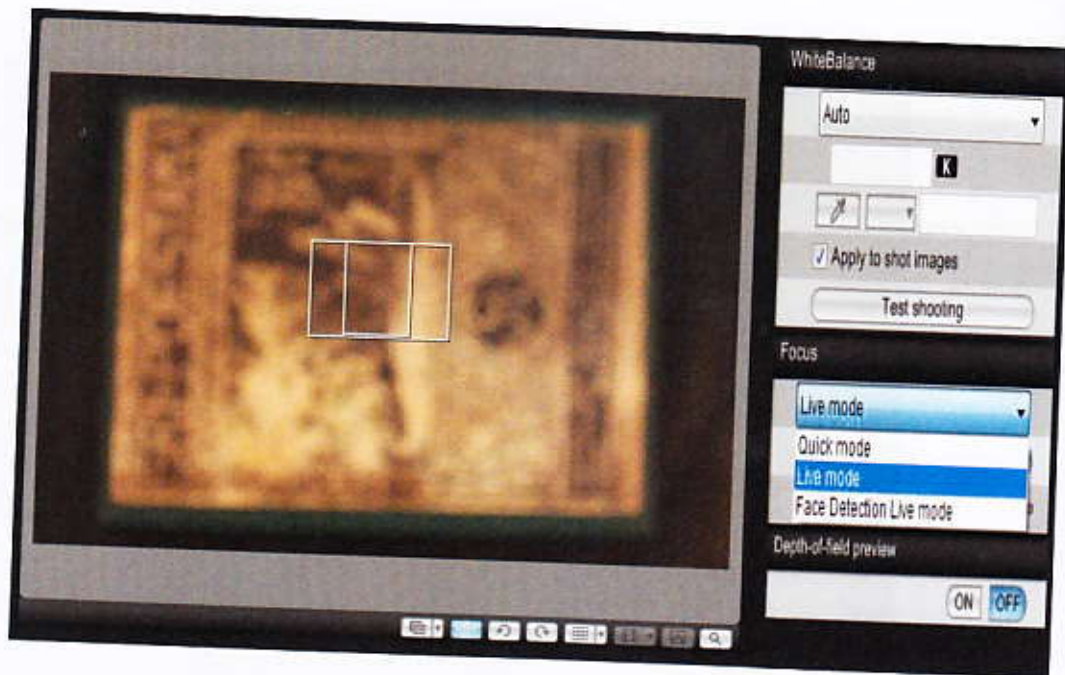 WhiteBalance
Auto
K
Apply to shot images
Test shooting
Focus
Live mode
Quick mode
Live mode
Face Detection Live mode
Depth-of-field preview
ON OFF